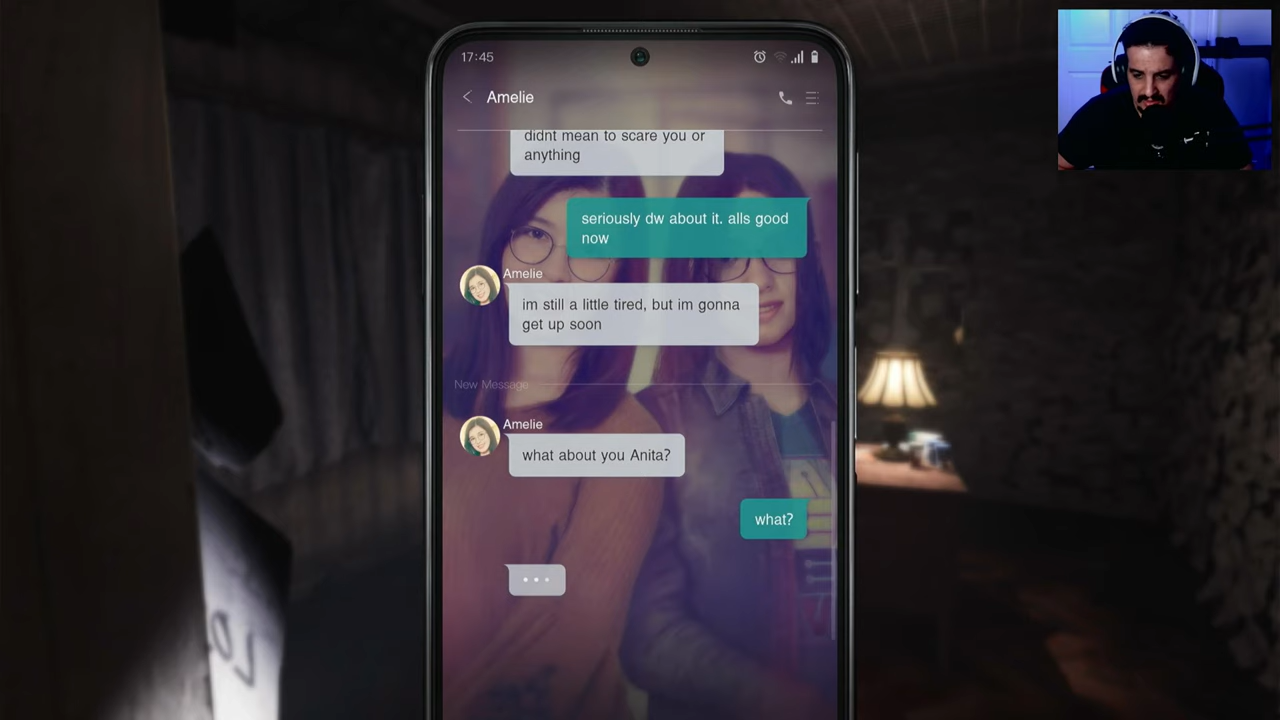 17:45
Amelie
didnt mean to scare you or
anything
seriously dw about it. alls good
now
Amelie
im still a little tired, but im gonna
get up soon
New Message
Amelie
what about you Anita?
what?